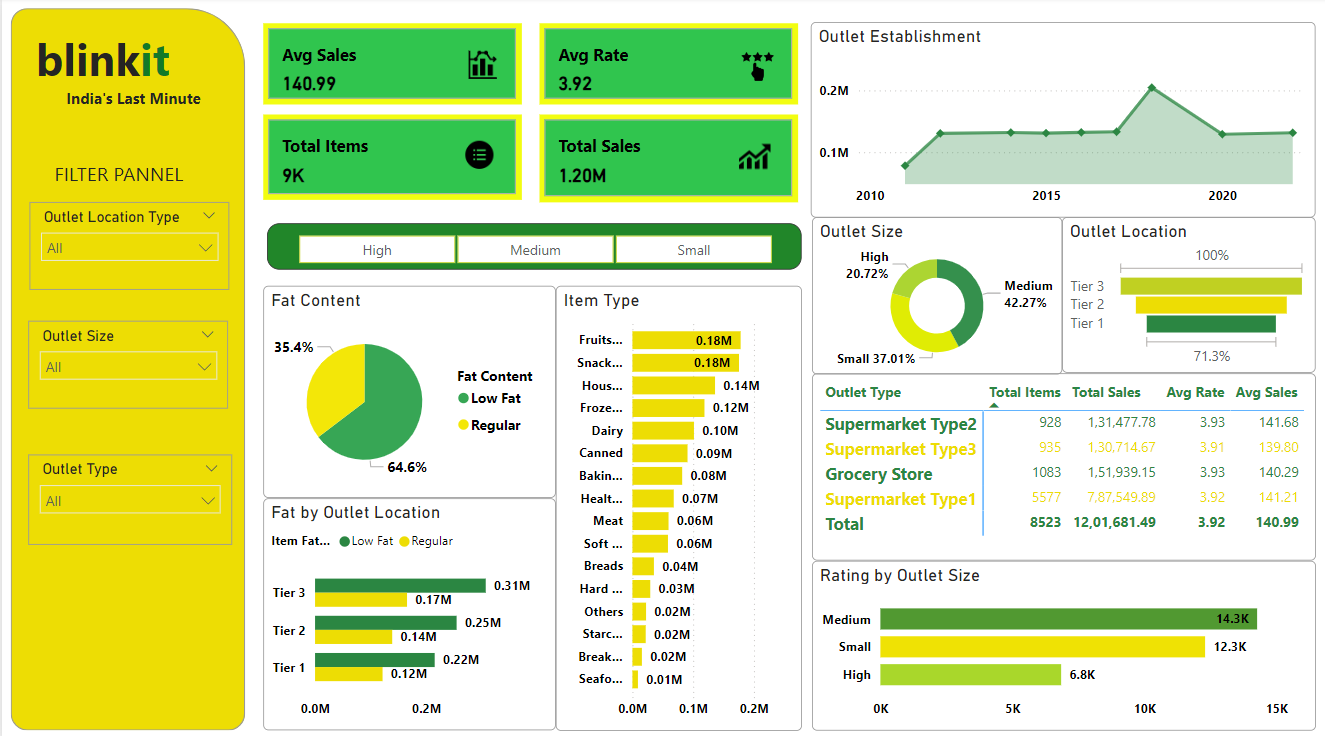 blinkit
India's Last Minute
FILTER PANNEL
Outlet Location Type
All
Outlet Size
All
Outlet Type
All
Avg Sales
140.99
Avg Rate
3.92
Total Items
9K
Total Sales
1.20M
High Medium Small
Fat Content
35.4%
64.6%
Fat Content
Low Fat
Regular
Fat by Outlet Location
Item Fat... Low Fat Regular
Tier 3 0.31M
0.17M
Tier 2 0.25M
0.14M
Tier 1 0.22M
0.12M
0.0M 0.2M
Item Type
Fruits... 0.18M
Snack... 0.18M
Hous... 0.14M
Froze... 0.12M
Dairy 0.10M
Canned 0.09M
Bakin... 0.08M
Healt... 0.07M
Meat 0.06M
Soft ... 0.06M
Breads 0.04M
Hard ... 0.03M
Others 0.02M
Starc... 0.02M
Break... 0.02M
Seafo... 0.01M
0.0M 0.1M 0.2M
Outlet Establishment
0.2M
0.1M
2010 2015 2020
Outlet Size
High
20.72%
Medium
42.27%
Small 37.01%
Outlet Location
100%
Tier 3
Tier 2
Tier 1
71.3%
Outlet Type Total Items Total Sales Avg Rate Avg Sales
Supermarket Type2 928 1,31,477.78 3.93 141.68
Supermarket Type3 935 1,30,714.67 3.91 139.80
Grocery Store 1083 1,51,939.15 3.93 140.29
Supermarket Type1 5577 7,87,549.89 3.92 141.21
Total 8523 12,01,681.49 3.92 140.99
Rating by Outlet Size
Medium 14.3K
Small 12.3K
High 6.8K
0K 5K 10K 15K